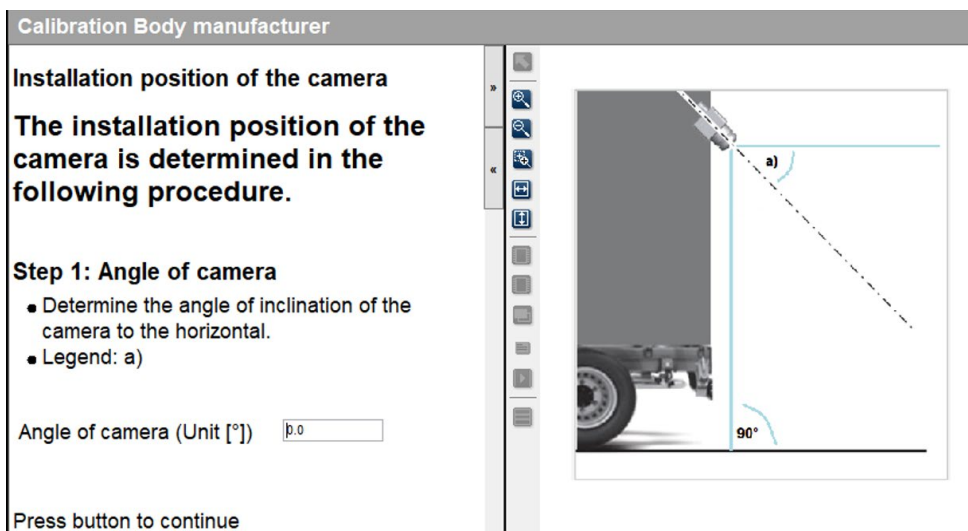 Calibration Body manufacturer
Installation position of the camera
The installation position of the
camera is determined in the
following procedure.
Step 1: Angle of camera
Determine the angle of inclination of the
camera to the horizontal.
Legend: a)
Angle of camera (Unit [°]) 0.0
Press button to continue
»
«
a)
90°